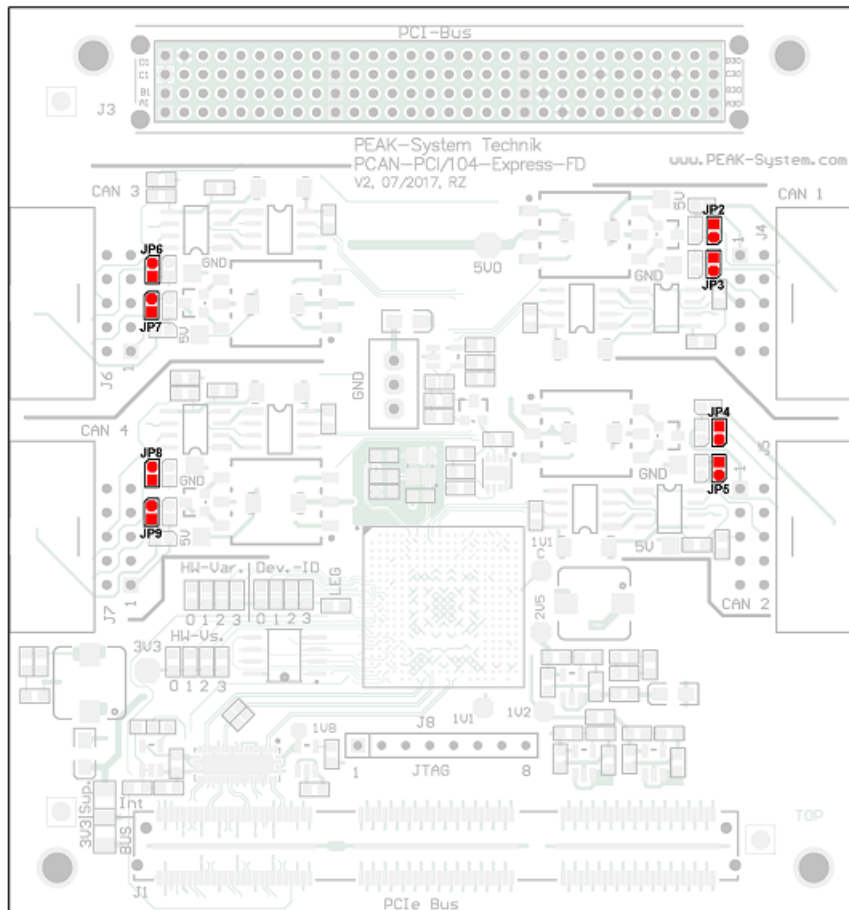 PCI-Bus
D1
C1
B1
A1
D30
C30
B30
A30
J3
PEAK-System Technik
PCAN-PCI/104-Express-FD
V2, 07/2017, RZ
www.PEAK-System.com
CAN 3
CAN 1
5V
JP2
1
J4
JP6
GND
5V0
GND
JP3
JP7
5V
J6
1
GND
CAN 4
JP4
JP8
GND
GND
1
J5
JP5
JP9
5V
1V1
C
5V
HW-Var.
Dev.-ID
LEG
J7
1
0 1 2 3
0 1 2 3
2V5
CAN 2
HW-Vs.
3V3
0 1 2 3
1V8
J8
1V1
1V2
1
JTAG
8
3V3|Sup.
Int
BUS
TOP
J1
PCIe Bus